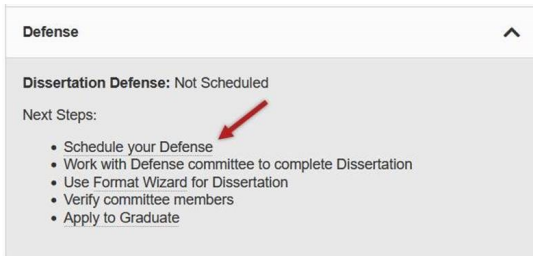 Defense
Dissertation Defense: Not Scheduled
Next Steps:
• Schedule your Defense
• Work with Defense committee to complete Dissertation
• Use Format Wizard for Dissertation
• Verify committee members
• Apply to Graduate